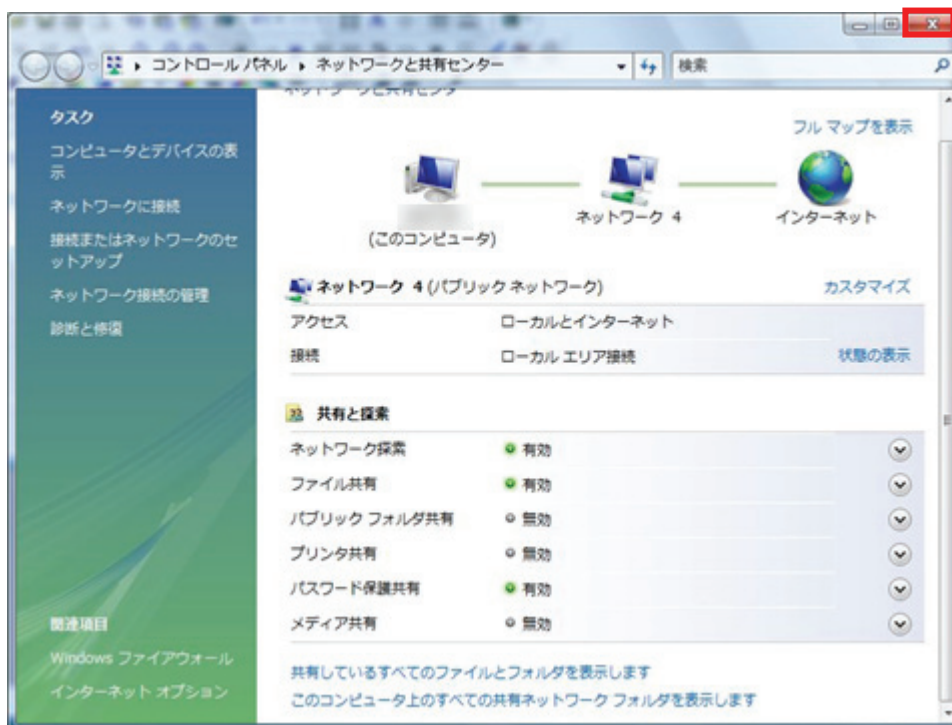 コントロール パネル ▸ ネットワークと共有センター
検索
ネットワークと共有センタ
タスク
コンピュータとデバイスの表
示
ネットワークに接続
接続またはネットワークのセ
ットアップ
ネットワーク接続の管理
診断と修復
関連項目
Windows ファイアウォール
インターネット オプション
フル マップを表示
(このコンピュータ)
ネットワーク 4
インターネット
ネットワーク 4 (パブリック ネットワーク) カスタマイズ
アクセス ローカルとインターネット
接続 ローカル エリア接続 状態の表示
共有と探索
ネットワーク探索 有効
ファイル共有 有効
パブリック フォルダ共有 無効
プリンタ共有 無効
パスワード保護共有 有効
メディア共有 無効
共有しているすべてのファイルとフォルダを表示します
このコンピュータ上のすべての共有ネットワーク フォルダを表示します